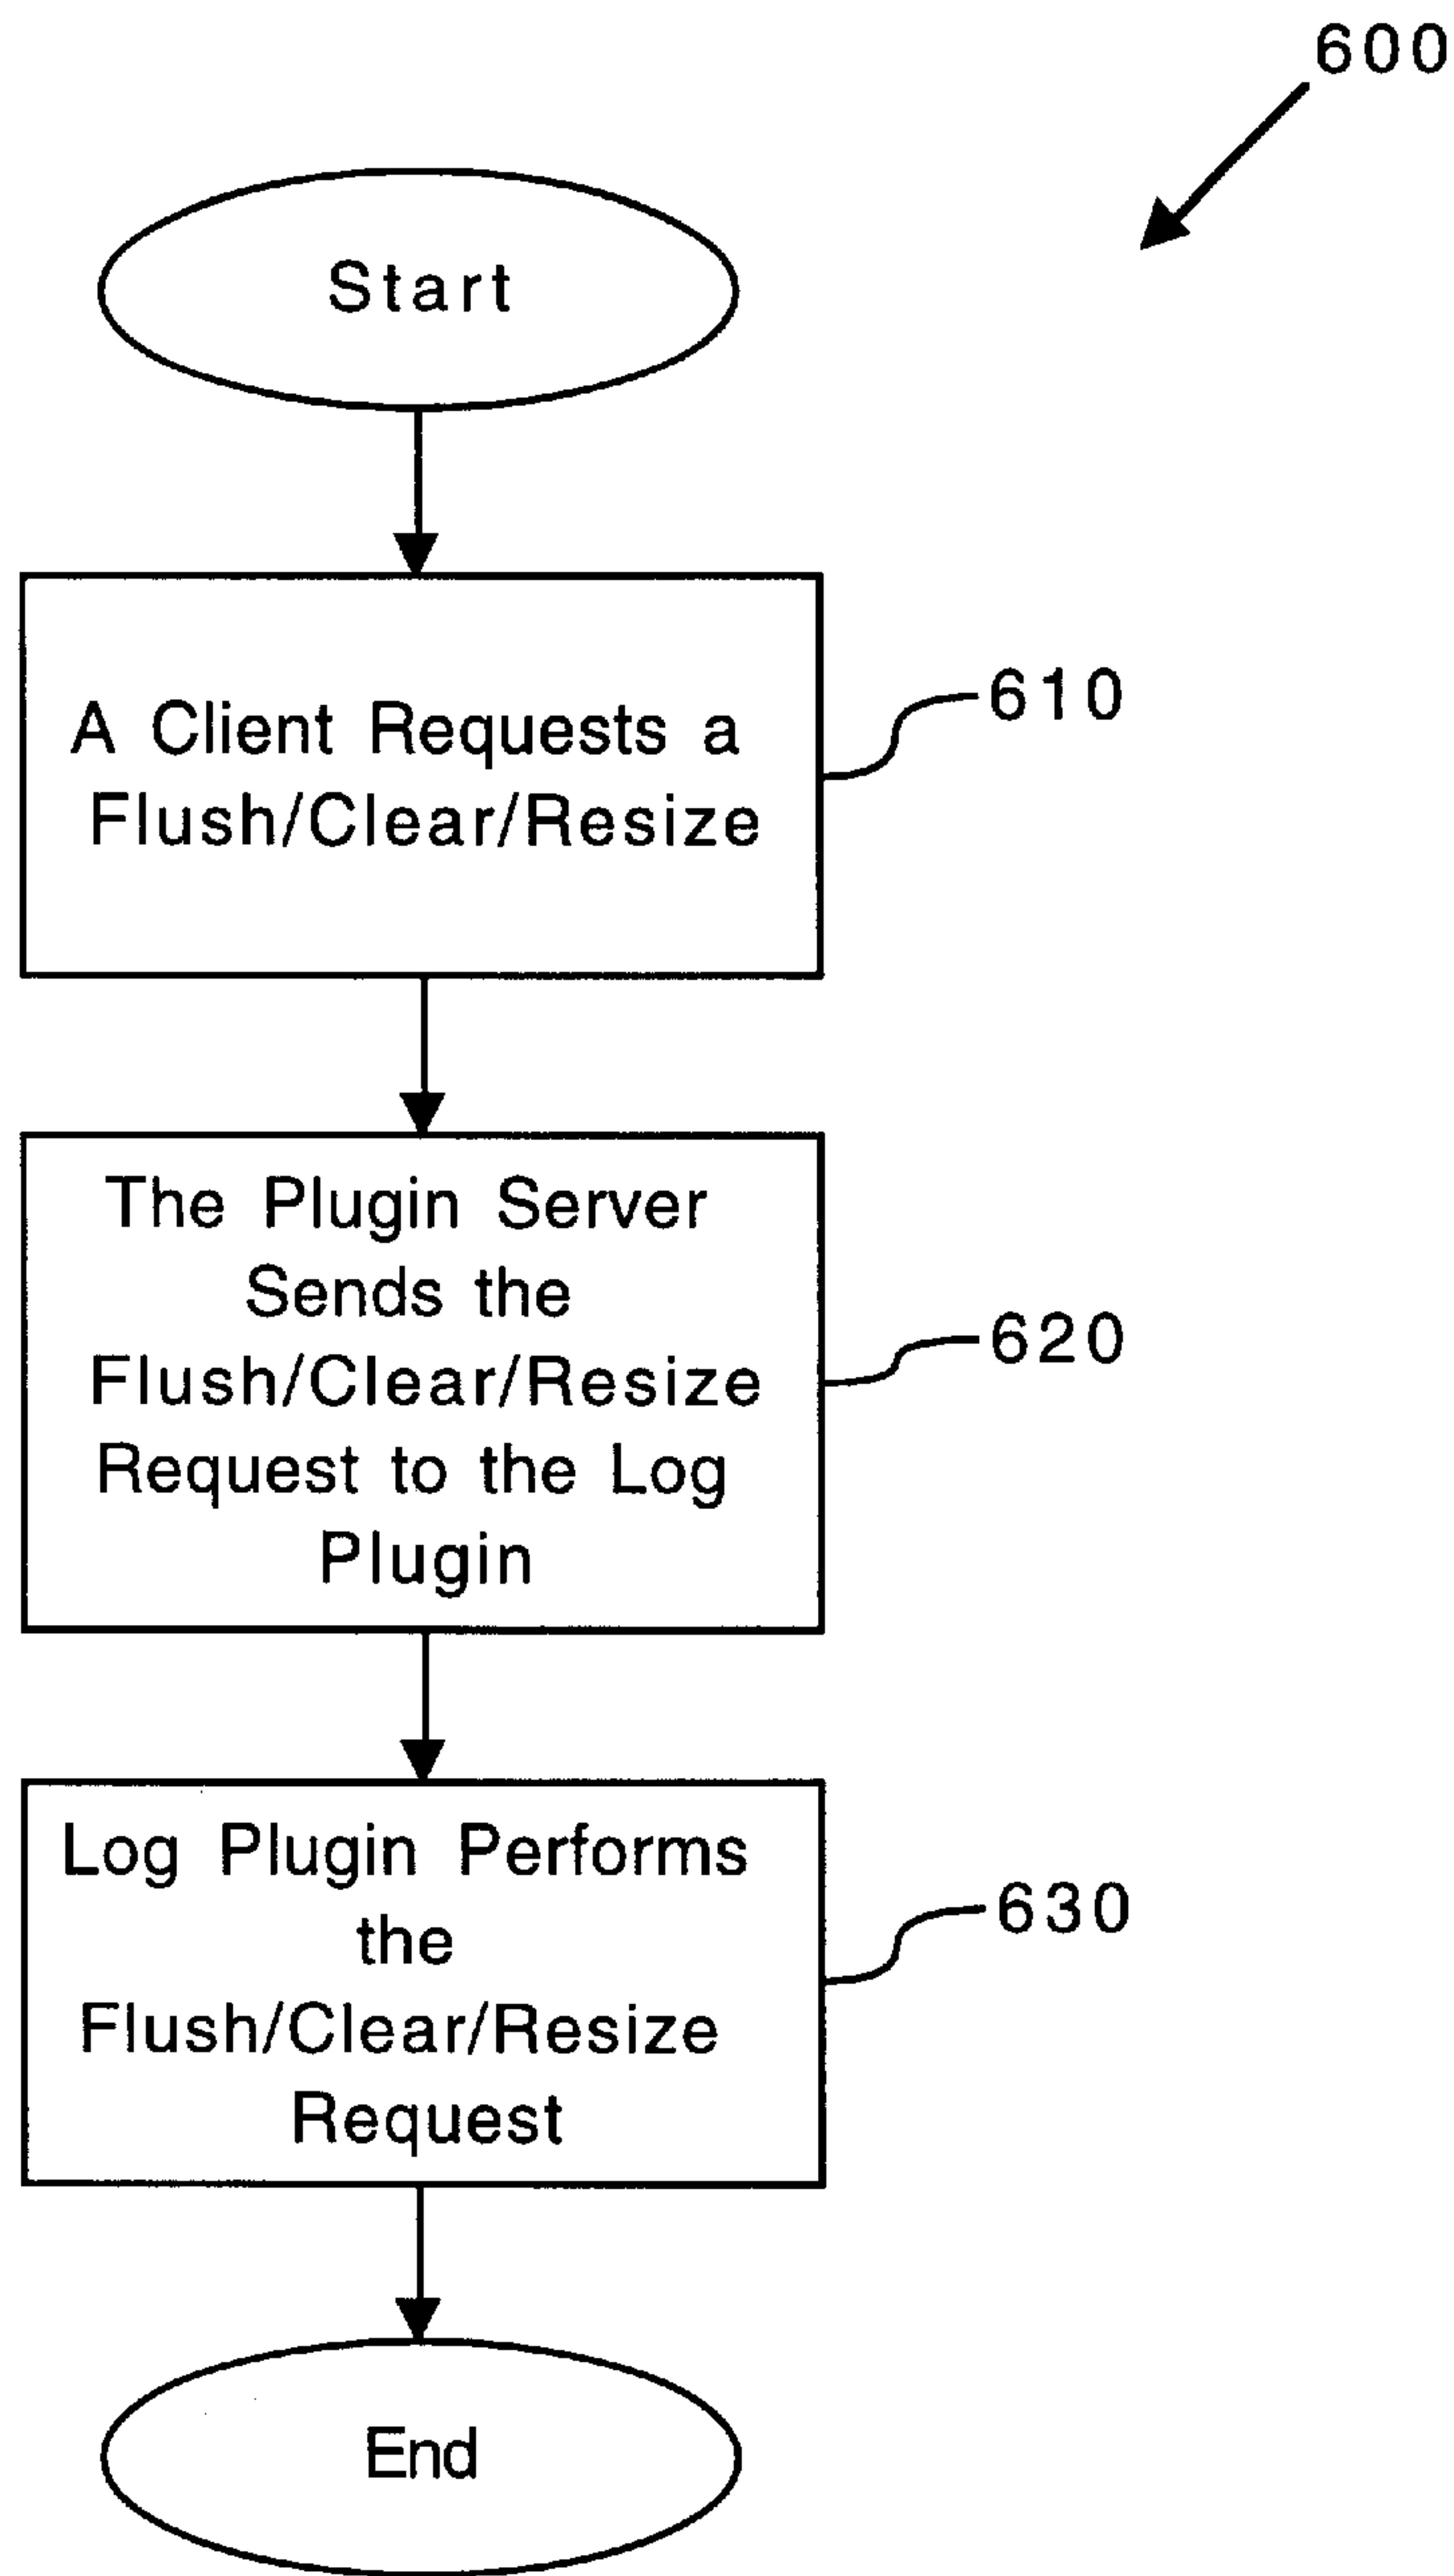 600
Start
A Client Requests a
Flush/Clear/Resize
610
The Plugin Server
Sends the
Flush/Clear/Resize
Request to the Log
Plugin
620
Log Plugin Performs
the
Flush/Clear/Resize
Request
630
End